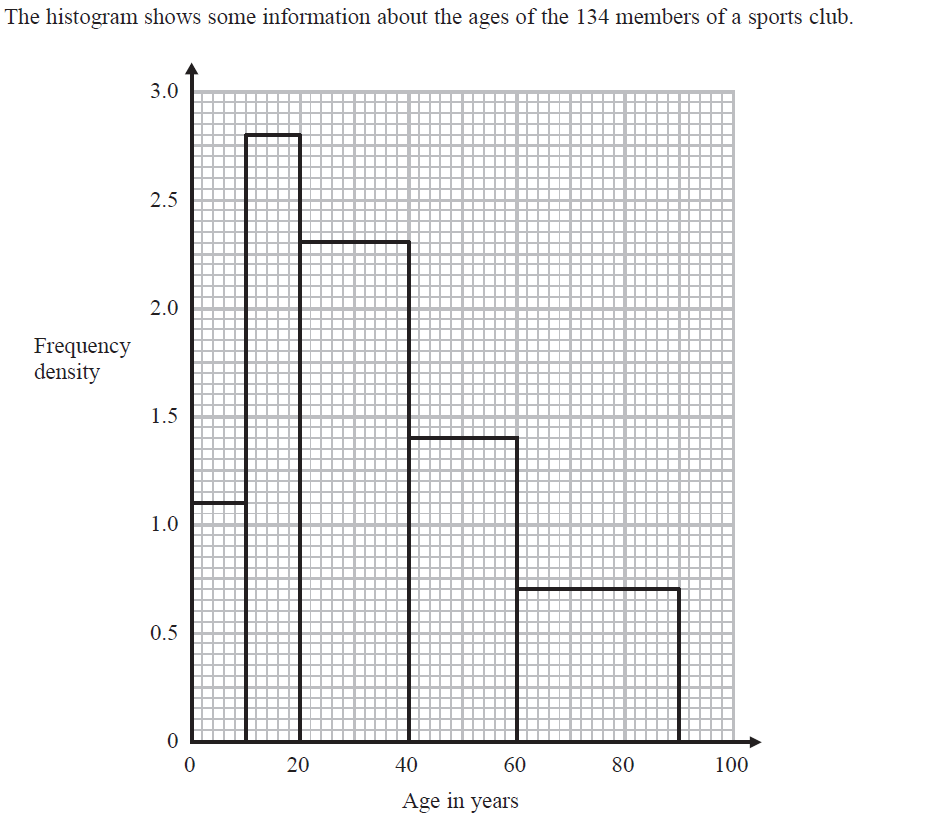 The histogram shows some information about the ages of the 134 members of a sports club.
3.0
2.5
2.0
Frequency
density
1.5
1.0
0.5
0
0 20 40 60 80 100
Age in years